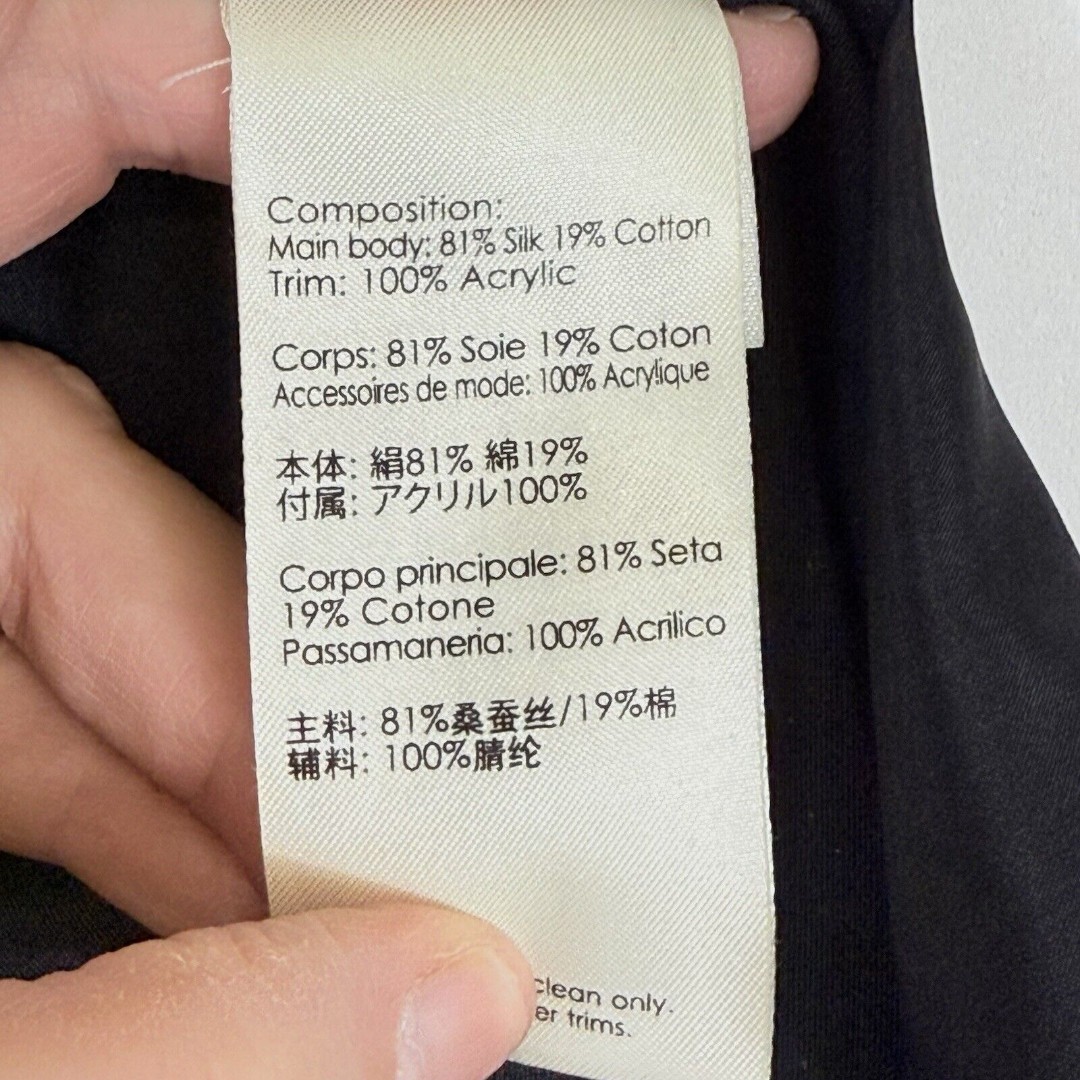 Composition:
Main body: 81% Silk 19% Cotton
Trim: 100% Acrylic
Corps: 81% Soie 19% Coton
Accessoires de mode: 100% Acrylique
本体: 絹81% 綿19%
付属: アクリル100%
Corpo principale: 81% Seta
19% Cotone
Passamaneria: 100% Acrilico
主料: 81%桑蚕丝/19%棉
辅料: 100%腈纶
clean only.
trims.